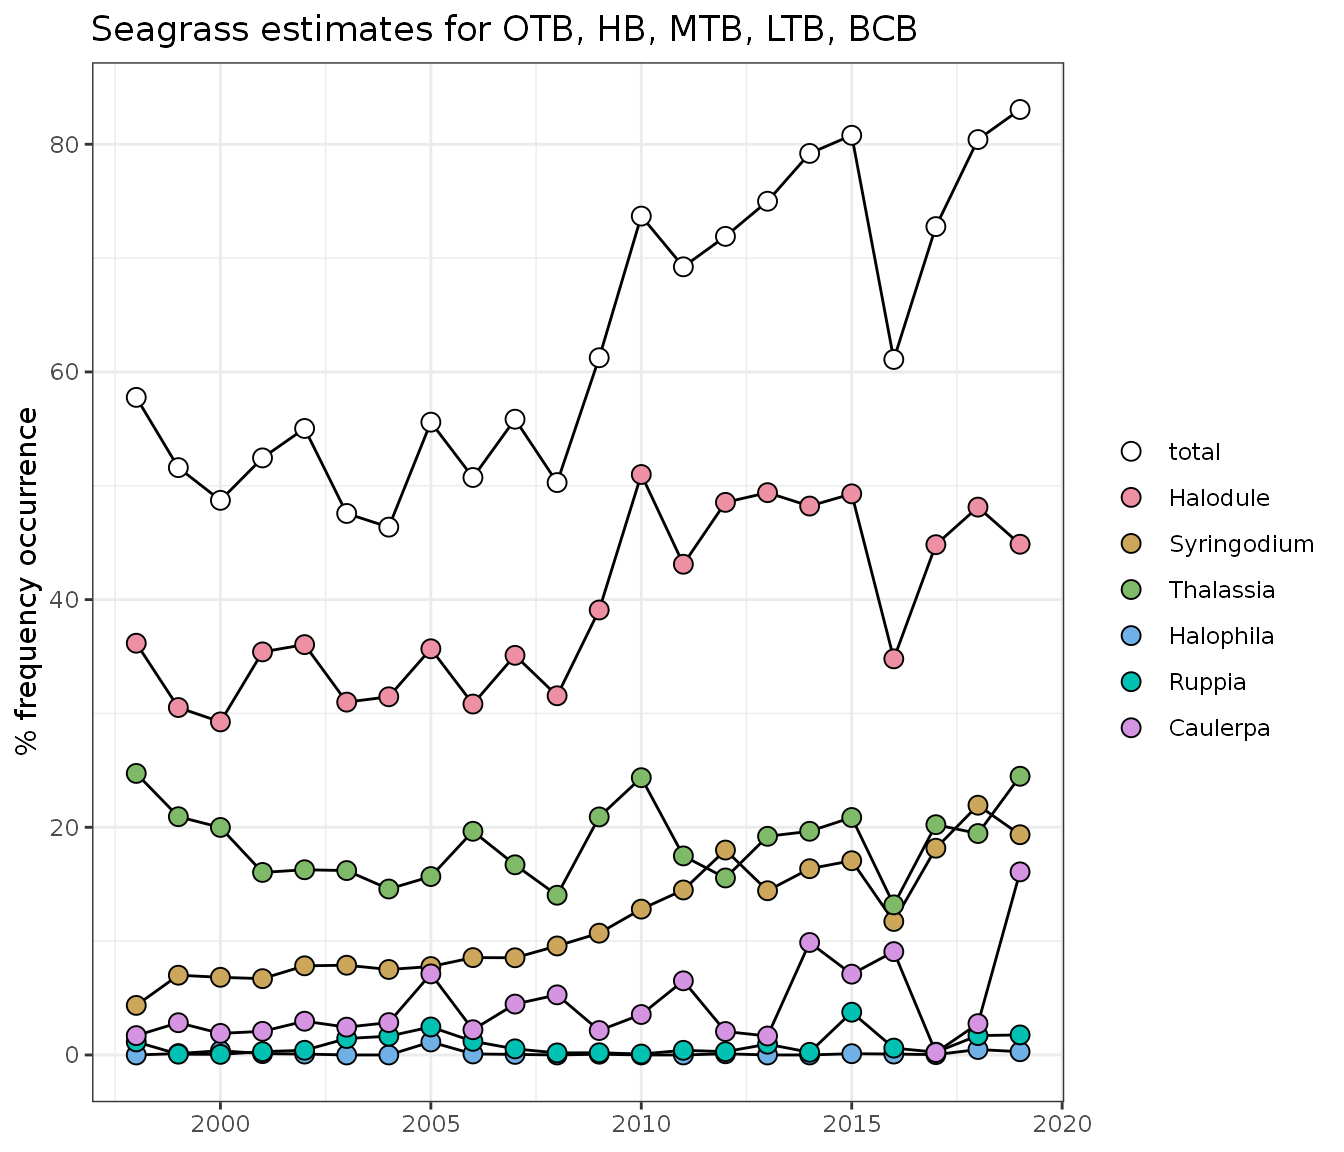 Seagrass estimates for OTB, HB, MTB, LTB, BCB
% frequency occurrence
80
60
40
20
0
2000 2005 2010 2015 2020
total
Halodule
Syringodium
Thalassia
Halophila
Ruppia
Caulerpa